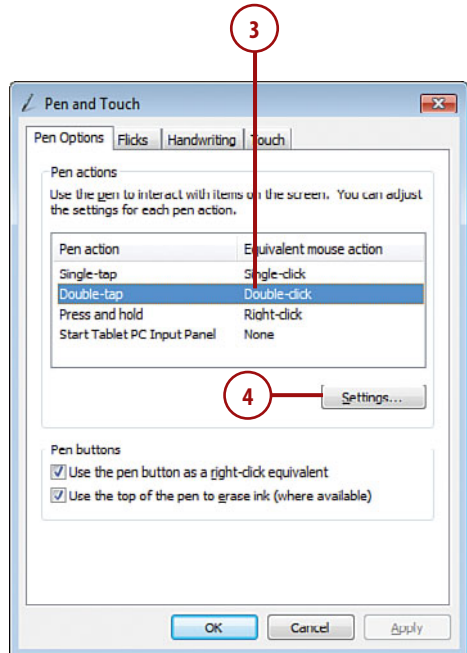 3
Pen and Touch
Pen Options Flicks Handwriting Touch
Pen actions
Use the pen to interact with items on the screen. You can adjust
the settings for each pen action.
Pen action Equivalent mouse action
Single-tap Single-click
Double-tap Double-click
Press and hold Right-click
Start Tablet PC Input Panel None
4 Settings...
Pen buttons
Use the pen button as a right-click equivalent
Use the top of the pen to erase ink (where available)
OK Cancel Apply